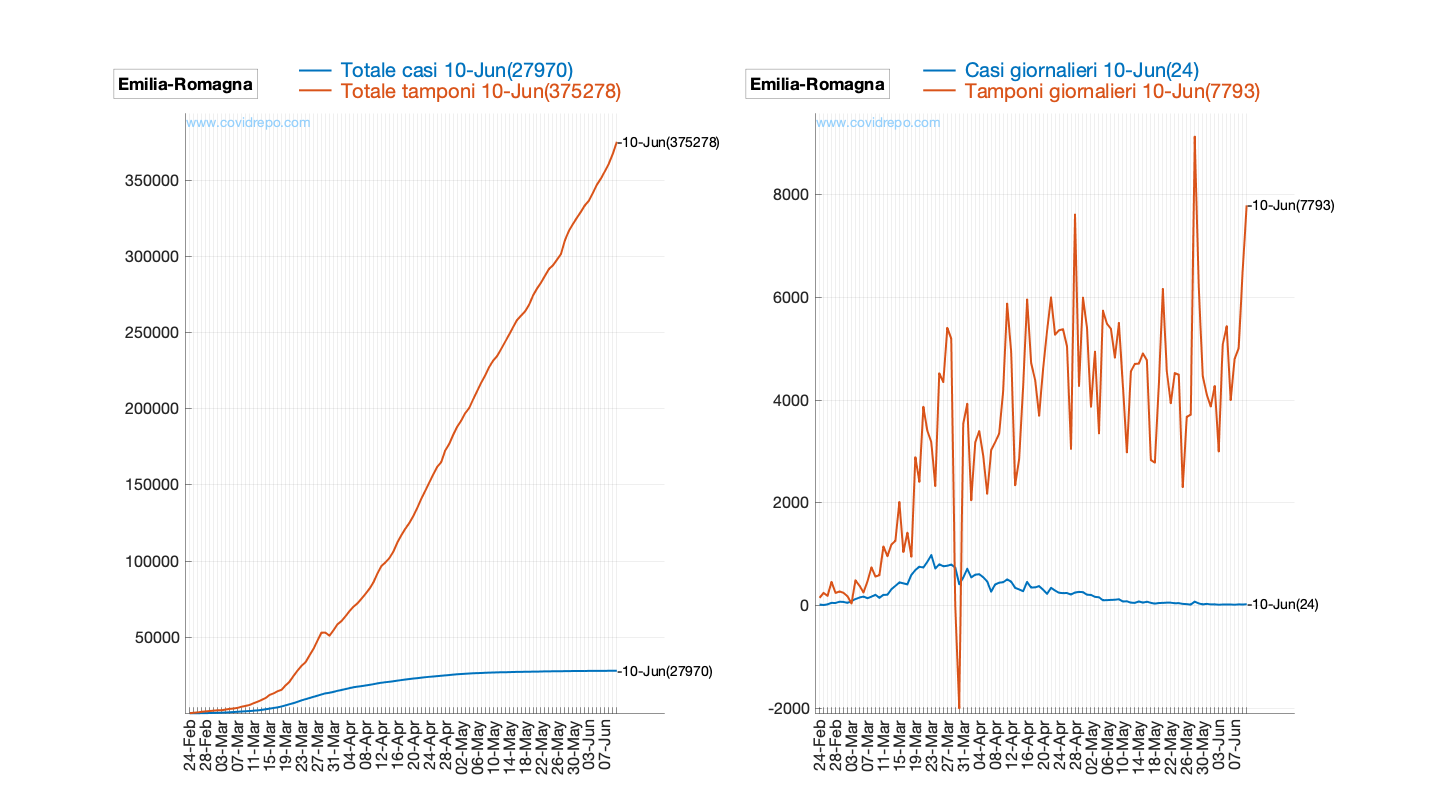 Emilia-Romagna
Totale casi 10-Jun(27970)
Totale tamponi 10-Jun(375278)
www.covidrepo.com
-10-Jun(375278)
350000
300000
250000
200000
150000
100000
50000
-10-Jun(27970)
24-Feb
28-Feb
03-Mar
07-Mar
11-Mar
15-Mar
19-Mar
23-Mar
27-Mar
31-Mar
04-Apr
08-Apr
12-Apr
16-Apr
20-Apr
24-Apr
28-Apr
02-May
06-May
10-May
14-May
18-May
22-May
26-May
30-May
03-Jun
07-Jun
Emilia-Romagna
Casi giornalieri 10-Jun(24)
Tamponi giornalieri 10-Jun(7793)
www.covidrepo.com
8000
-10-Jun(7793)
6000
4000
2000
0
-10-Jun(24)
-2000
24-Feb
28-Feb
03-Mar
07-Mar
11-Mar
15-Mar
19-Mar
23-Mar
27-Mar
31-Mar
04-Apr
08-Apr
12-Apr
16-Apr
20-Apr
24-Apr
28-Apr
02-May
06-May
10-May
14-May
18-May
22-May
26-May
30-May
03-Jun
07-Jun